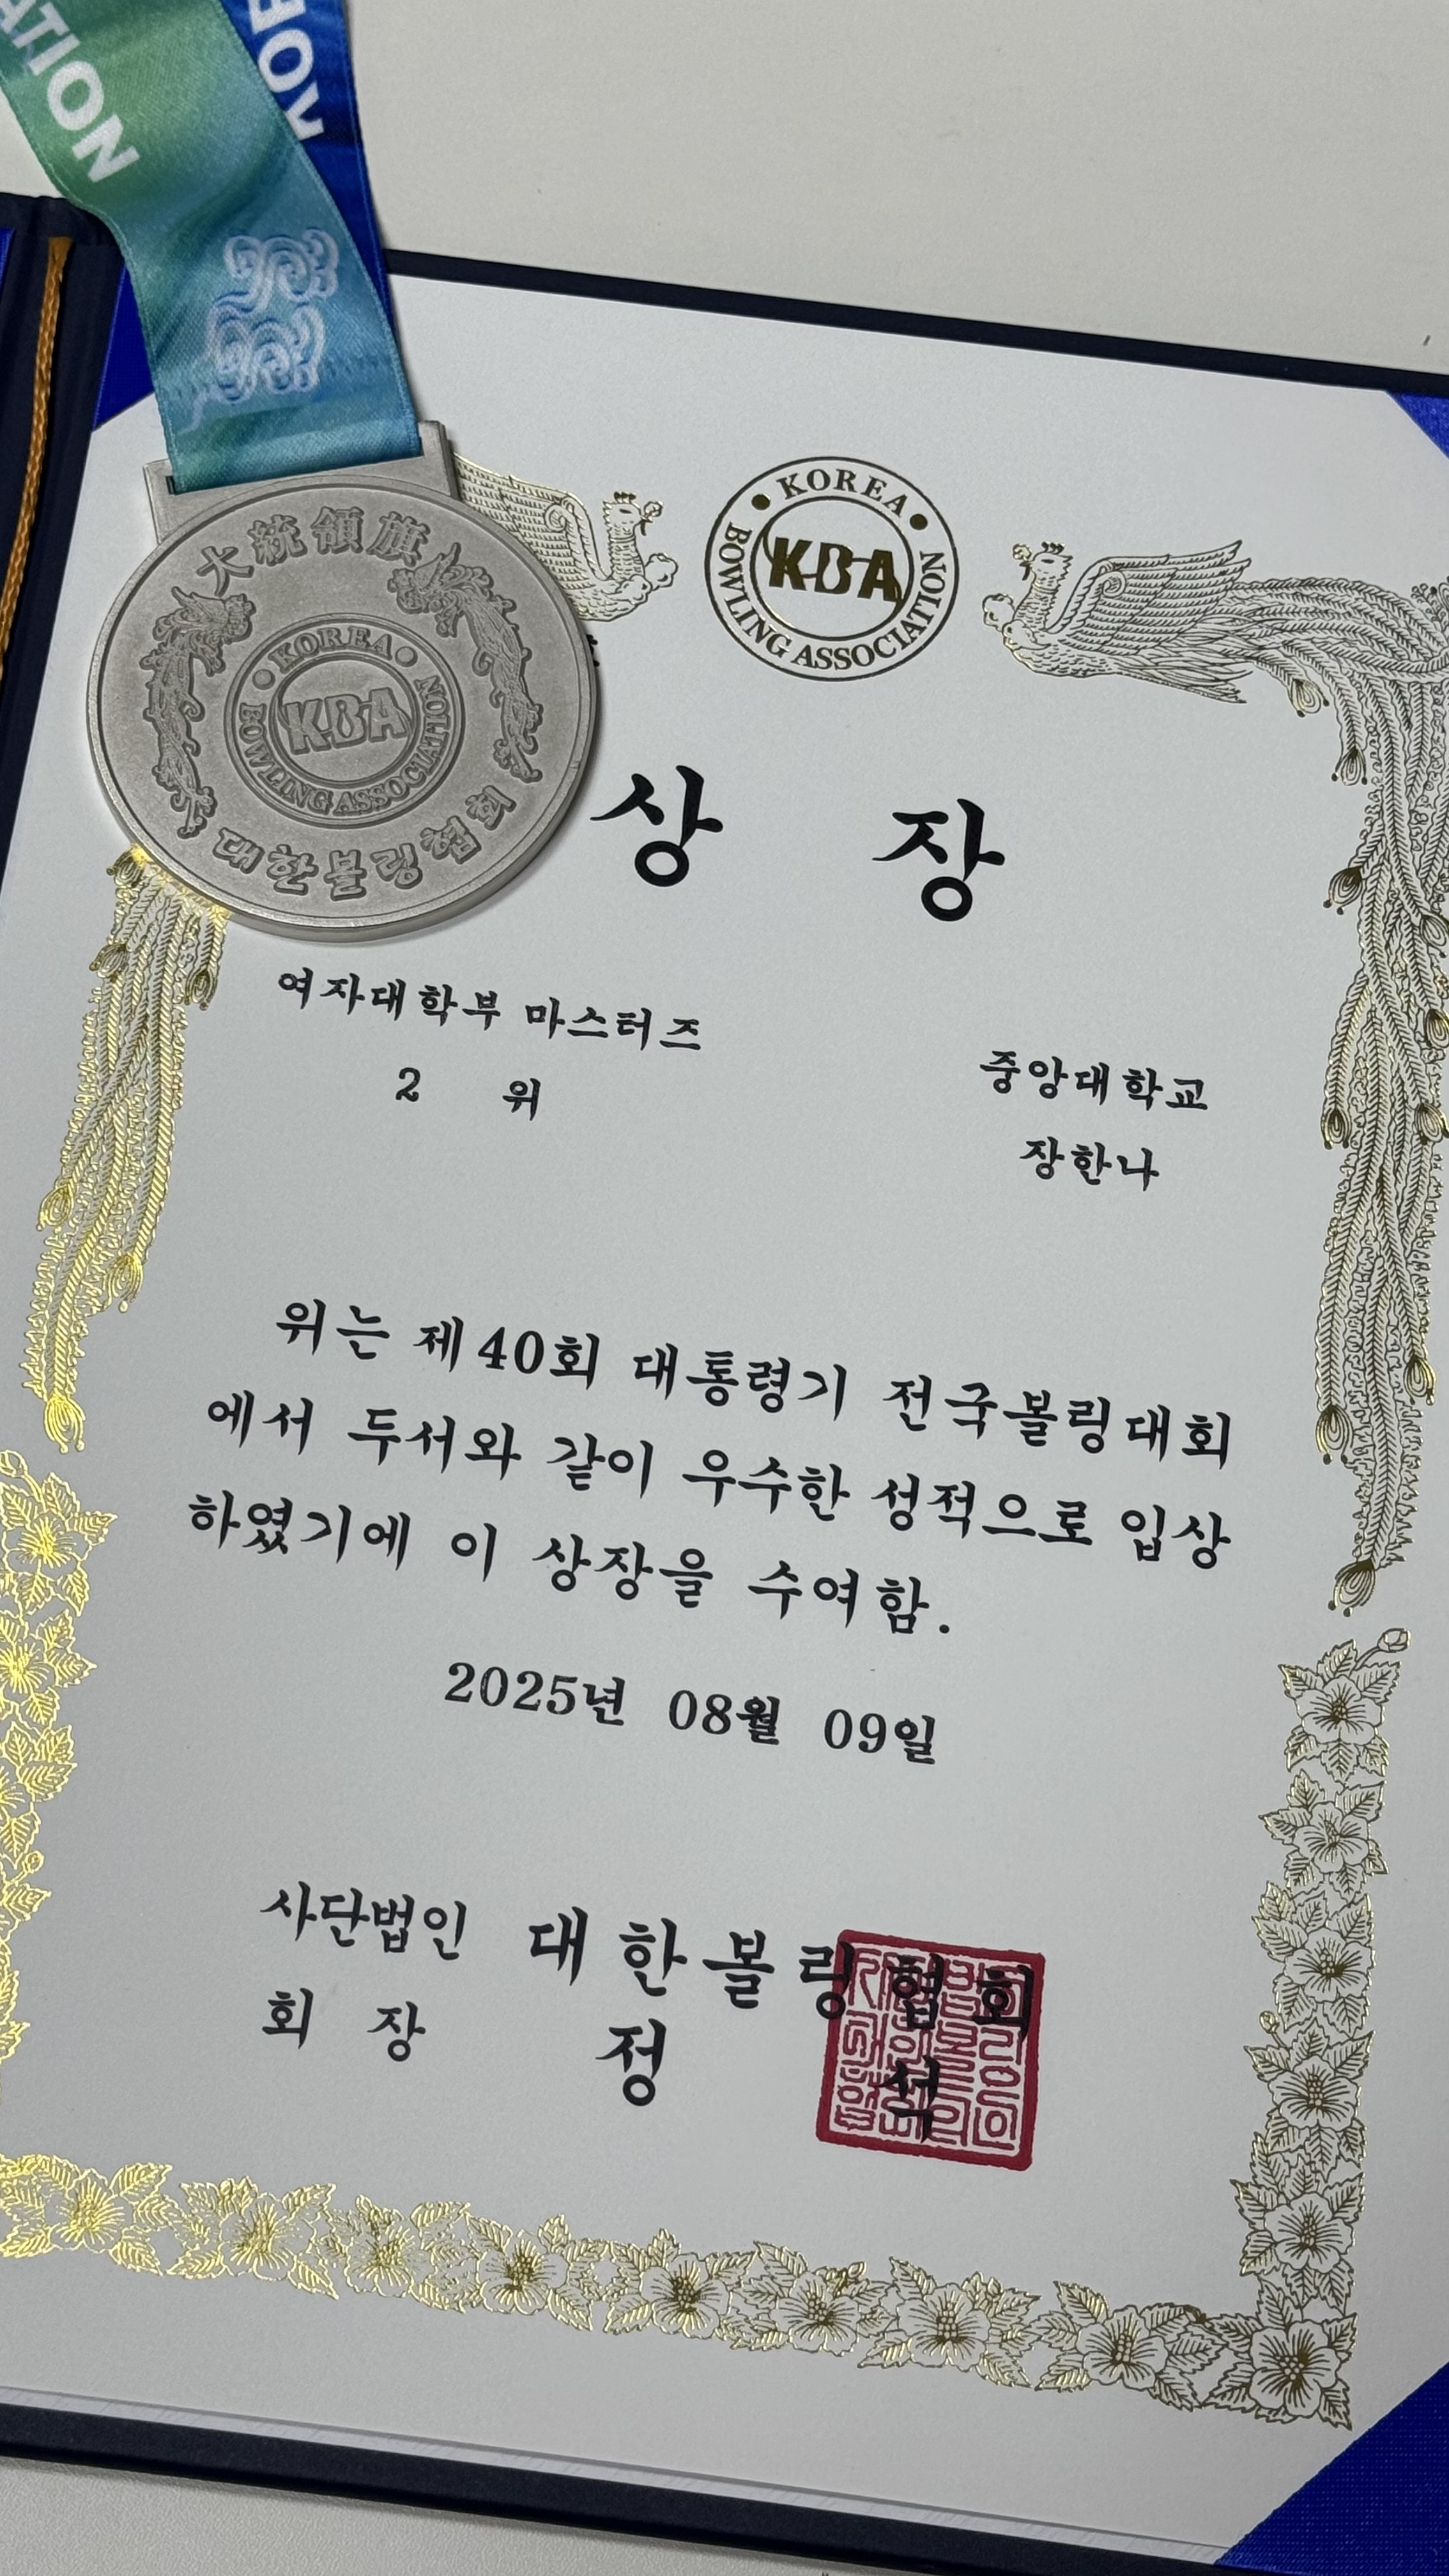 ATION
KOREA
KBA
BOWLING ASSOCIATION
大統領旗
KOREA
KBA
BOWLING ASSOCIATION
대한볼링협회
상 장
여자대학부 마스터즈
2 위
중앙대학교
장한나
위는 제40회 대통령기 전국볼링대회
에서 두서와 같이 우수한 성적으로 입상
하였기에 이 상장을 수여함.
2025년 08월 09일
사단법인 대한볼링협회
회 장 정 석